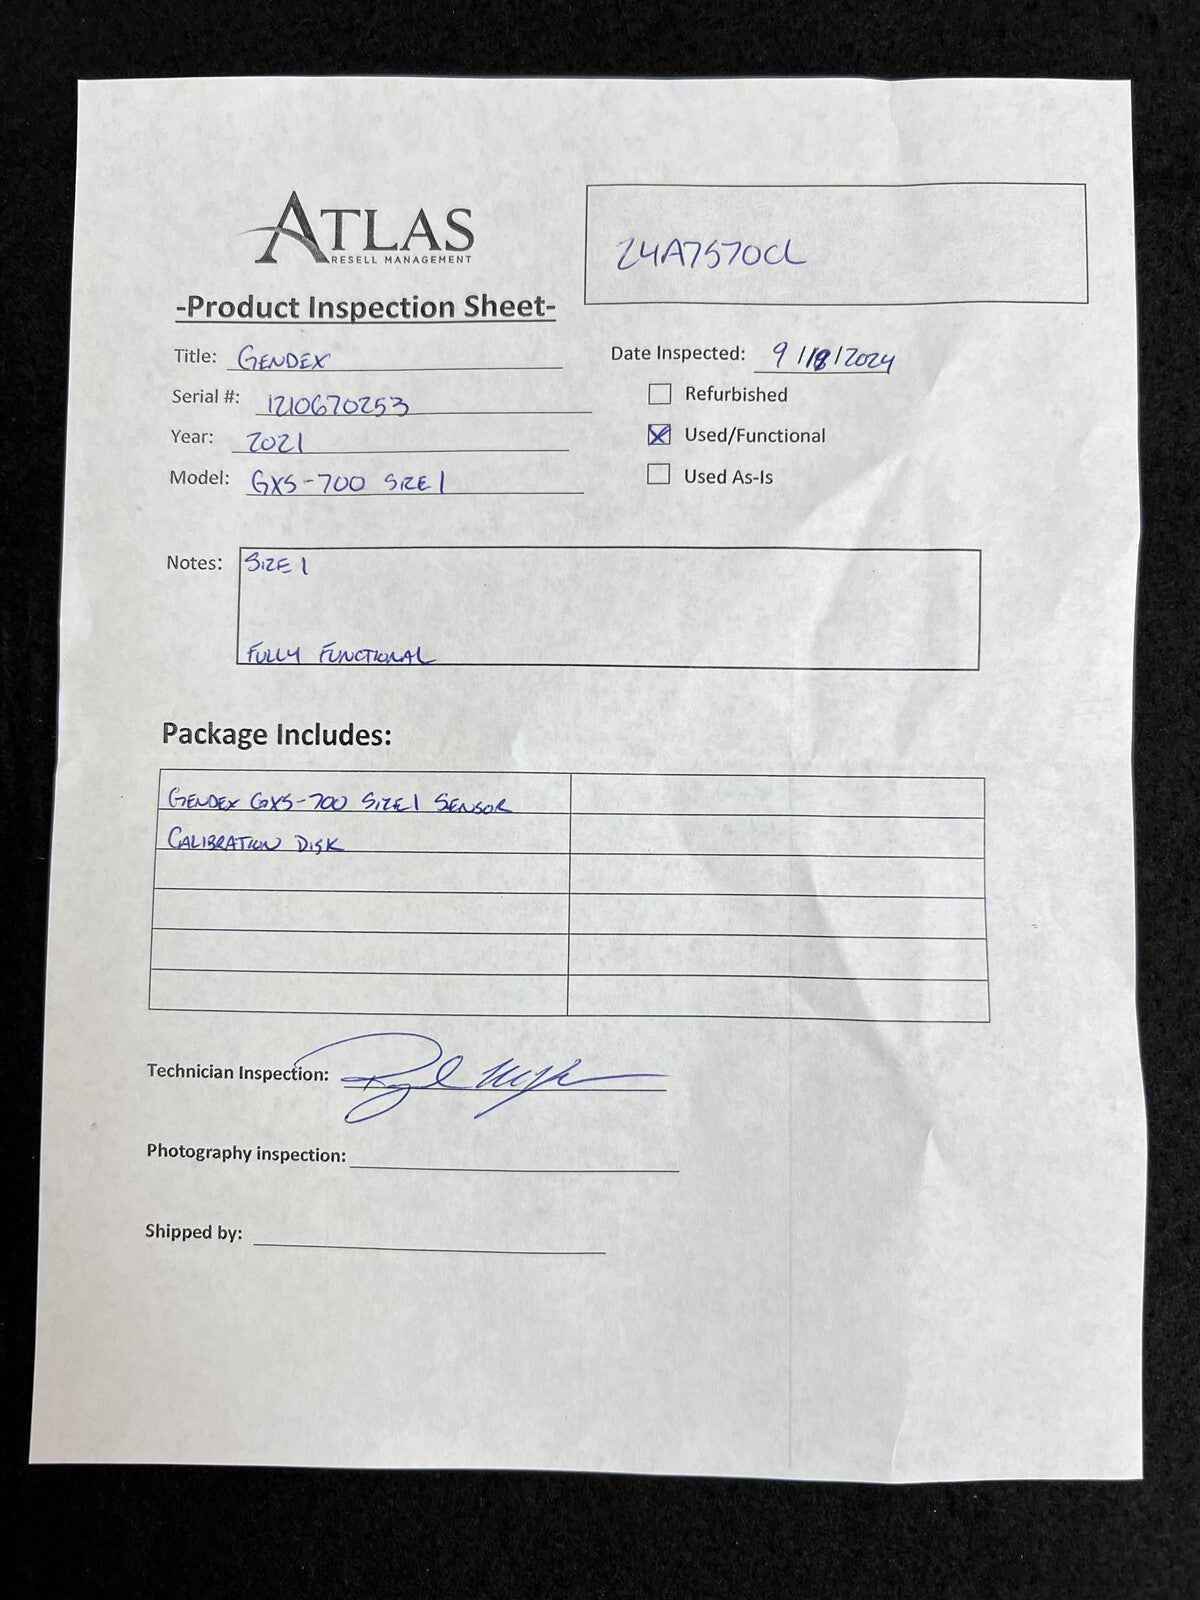 ATLAS
RESELL MANAGEMENT
24A7570CL
-Product Inspection Sheet-
Title: GENDEX
Date Inspected: 9/18/2024
Serial #: 1210670253
Refurbished
Year: 2021
Used/Functional
Model: GXS-700 SIZE 1
Used As-Is
Notes: SIZE 1
FULLY FUNCTIONAL
Package Includes:
GENDEX GXS-700 SIZE 1 SENSOR
CALIBRATION DISK
Technician Inspection:
Photography inspection:
Shipped by: